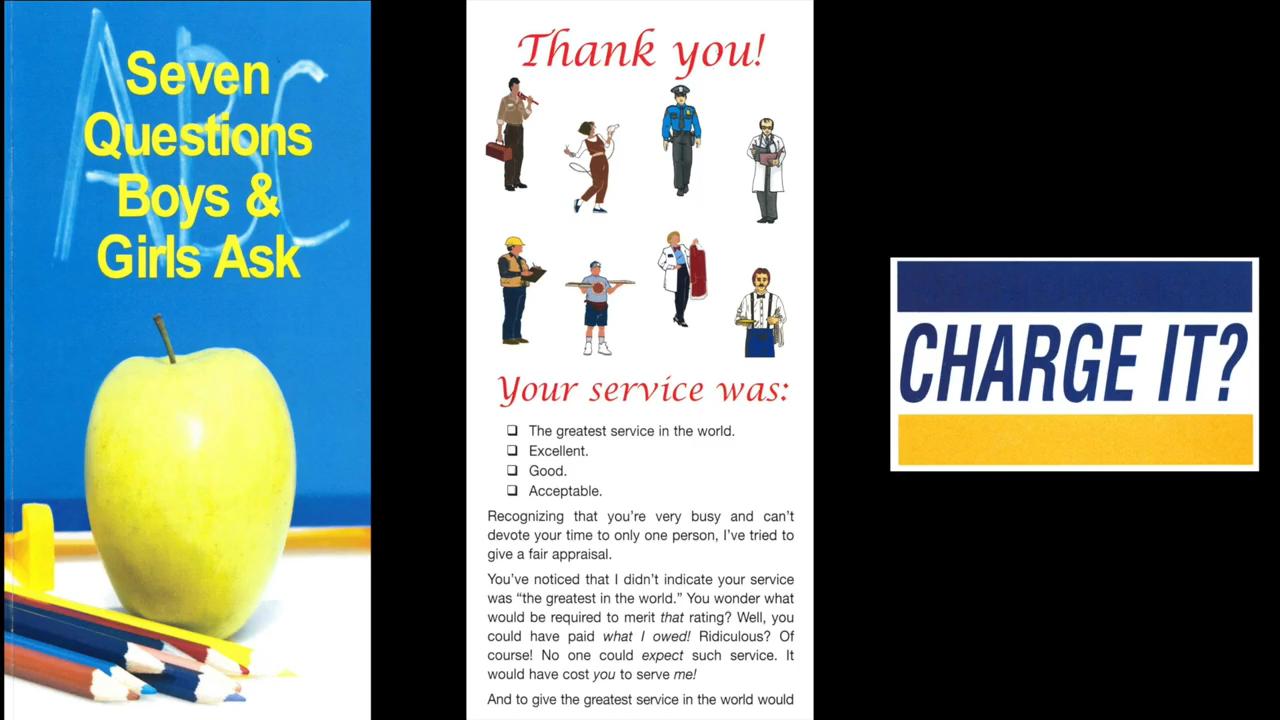 ABC
Seven
Questions
Boys &
Girls Ask
Thank you!
Your service was:
❑ The greatest service in the world.
❑ Excellent.
❑ Good.
❑ Acceptable.
Recognizing that you’re very busy and can’t
devote your time to only one person, I’ve tried to
give a fair appraisal.
You’ve noticed that I didn’t indicate your service
was “the greatest in the world.” You wonder what
would be required to merit that rating? Well, you
could have paid what I owed! Ridiculous? Of
course! No one could expect such service. It
would have cost you to serve me!
And to give the greatest service in the world would
CHARGE IT?